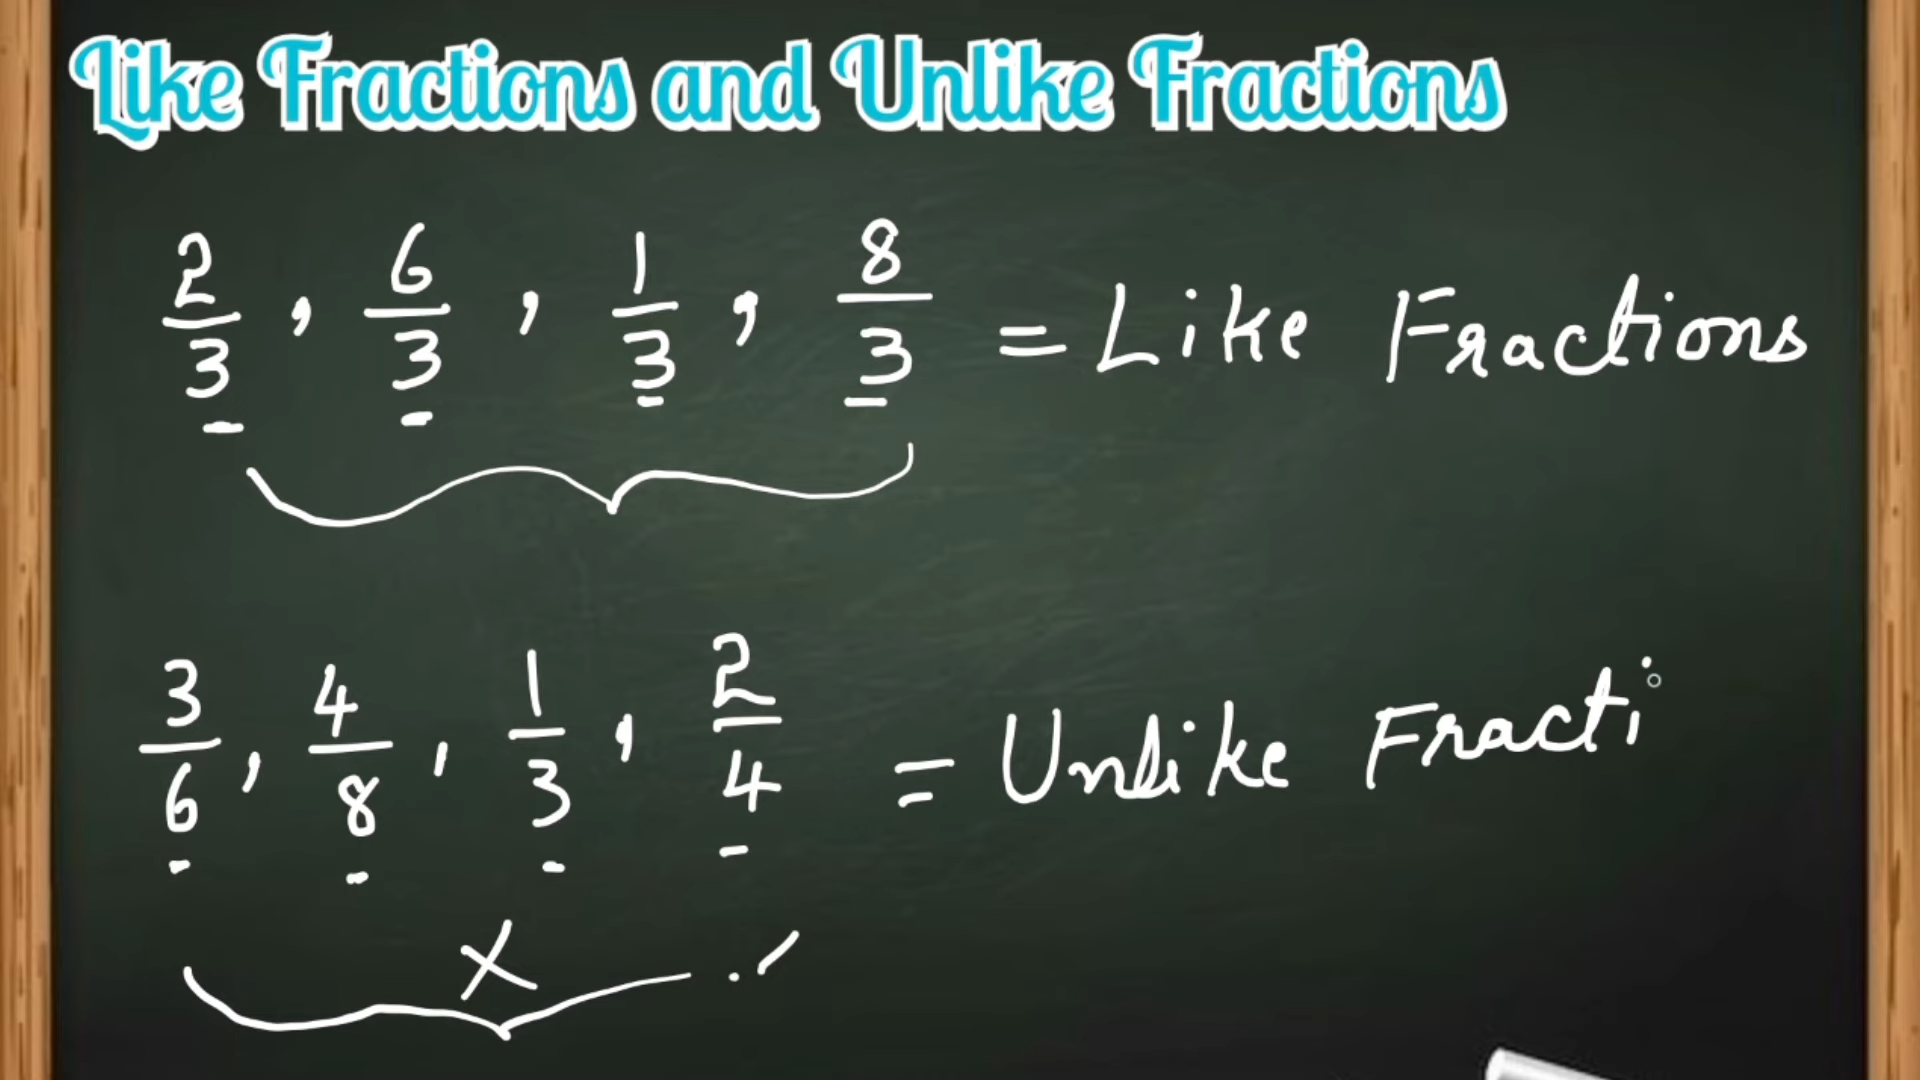 Like Fractions and Unlike Fractions
2/3 , 6/3 , 1/3 , 8/3 = Like Fractions
3/6 , 4/8 , 1/3 , 2/4 = Unlike Fracti
X